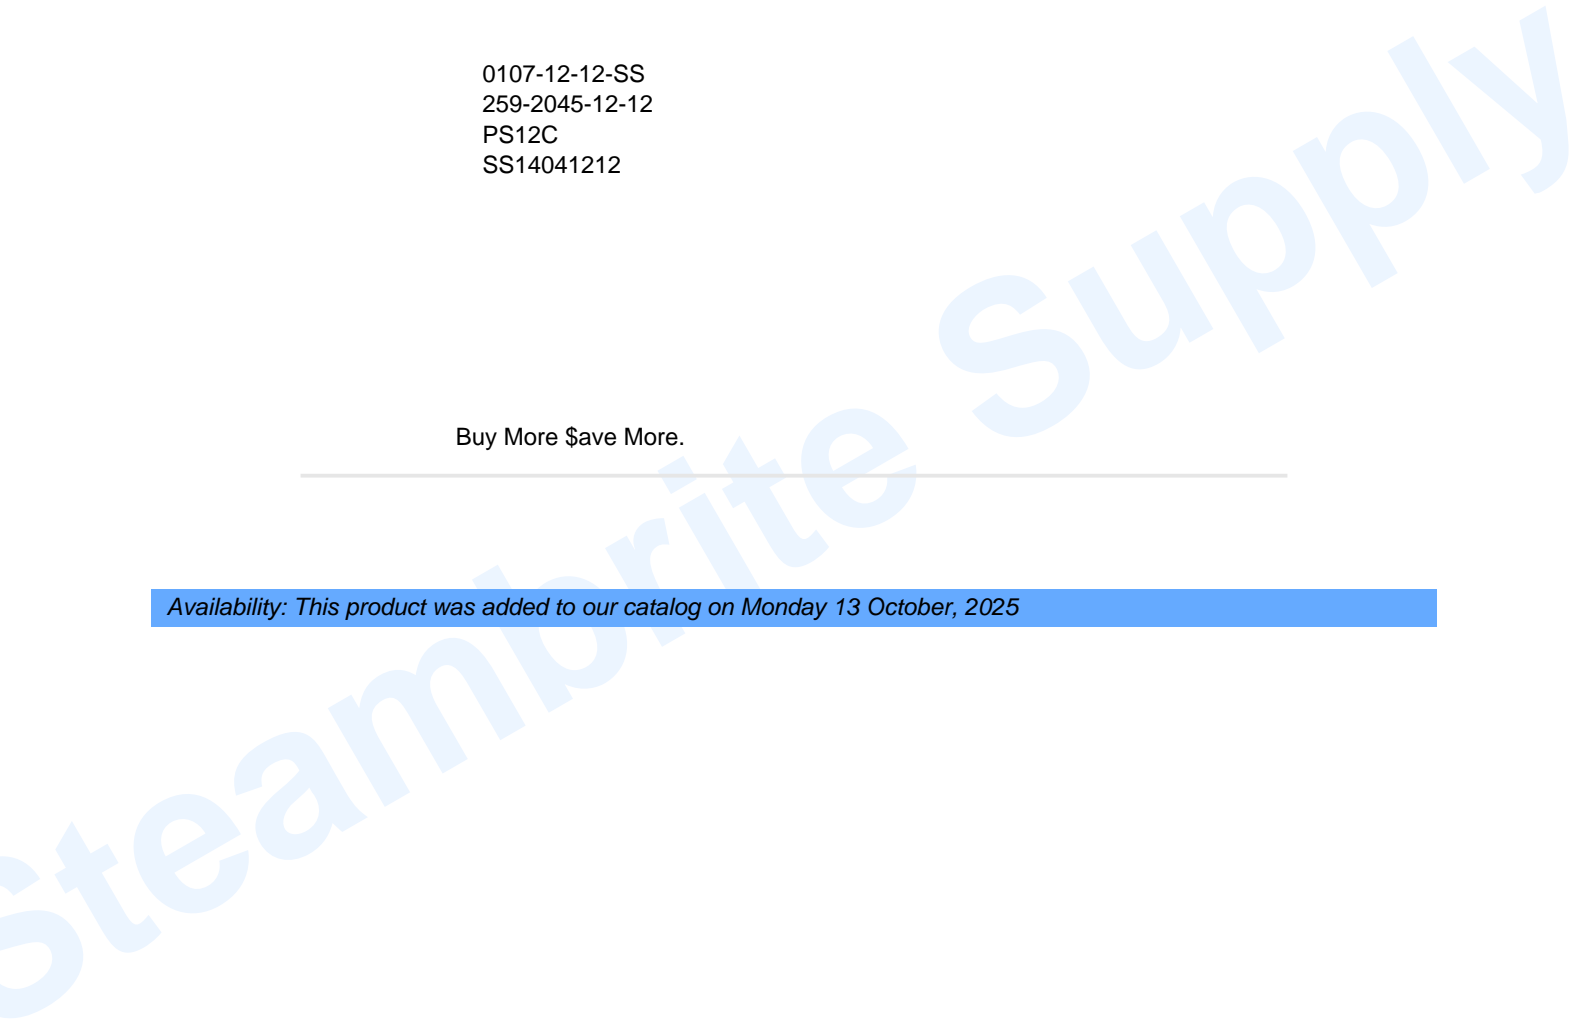 0107-12-12-SS
259-2045-12-12
PS12C
SS14041212
Buy More $ave More.
Availability: This product was added to our catalog on Monday 13 October, 2025
Steambrite Supply